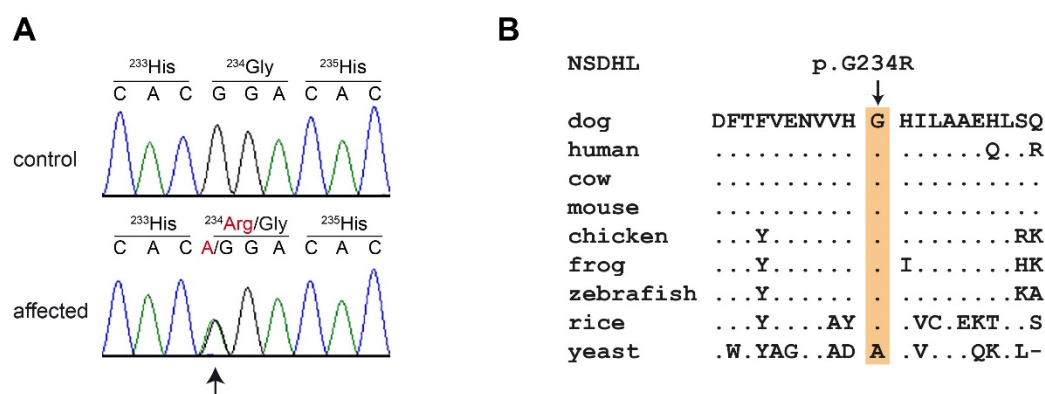 A
²³³His ²³⁴Gly ²³⁵His
C A C G G A C A C
control
²³³His ²³⁴Arg/Gly ²³⁵His
C A C A/G G A C A C
affected
B
NSDHL p.G234R
dog DFTFVENVVH G HILAAEHLSQ
human .......... . ......Q..R
cow .......... . ..........
mouse .......... . ..........
chicken ...Y...... . ........RK
frog ...Y...... . I.......HK
zebrafish ...Y...... . ........KA
rice ...Y....AY . .VC.EKT..S
yeast .W.YAG..AD A .V...QK.L-